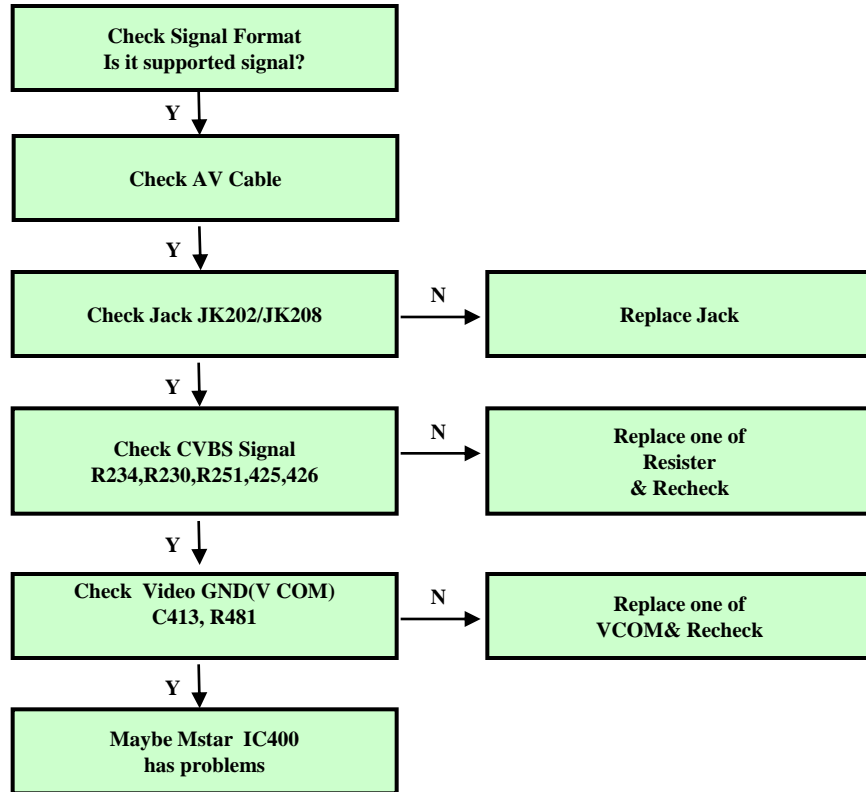 Check Signal Format
Is it supported signal?
Y
Check AV Cable
Y
Check Jack JK202/JK208
N
Replace Jack
Y
Check CVBS Signal
R234,R230,R251,425,426
N
Replace one of
Resister
& Recheck
Y
Check Video GND(V COM)
C413, R481
N
Replace one of
VCOM& Recheck
Y
Maybe Mstar IC400
has problems